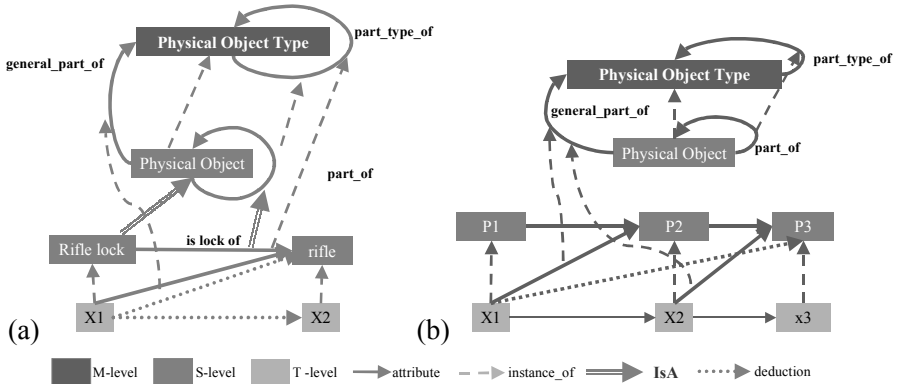 Physical Object Type
part_type_of
general_part_of
Physical Object
part_of
is lock of
Rifle lock
rifle
X1
X2
(a)
Physical Object Type
part_type_of
general_part_of
Physical Object
part_of
P1
P2
P3
X1
X2
x3
(b)
M-level S-level T -level attribute instance_of IsA deduction